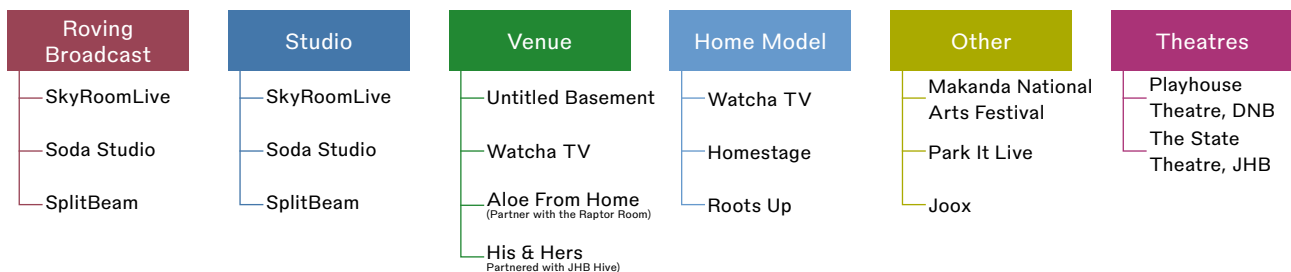 Roving
Broadcast
SkyRoomLive
Soda Studio
SplitBeam
Studio
SkyRoomLive
Soda Studio
SplitBeam
Venue
Untitled Basement
Watcha TV
Aloe From Home
(Partner with the Raptor Room)
His & Hers
Partnered with JHB Hive)
Home Model
Watcha TV
Homestage
Roots Up
Other
Makanda National
Arts Festival
Park It Live
Joox
Theatres
Playhouse
Theatre, DNB
The State
Theatre, JHB